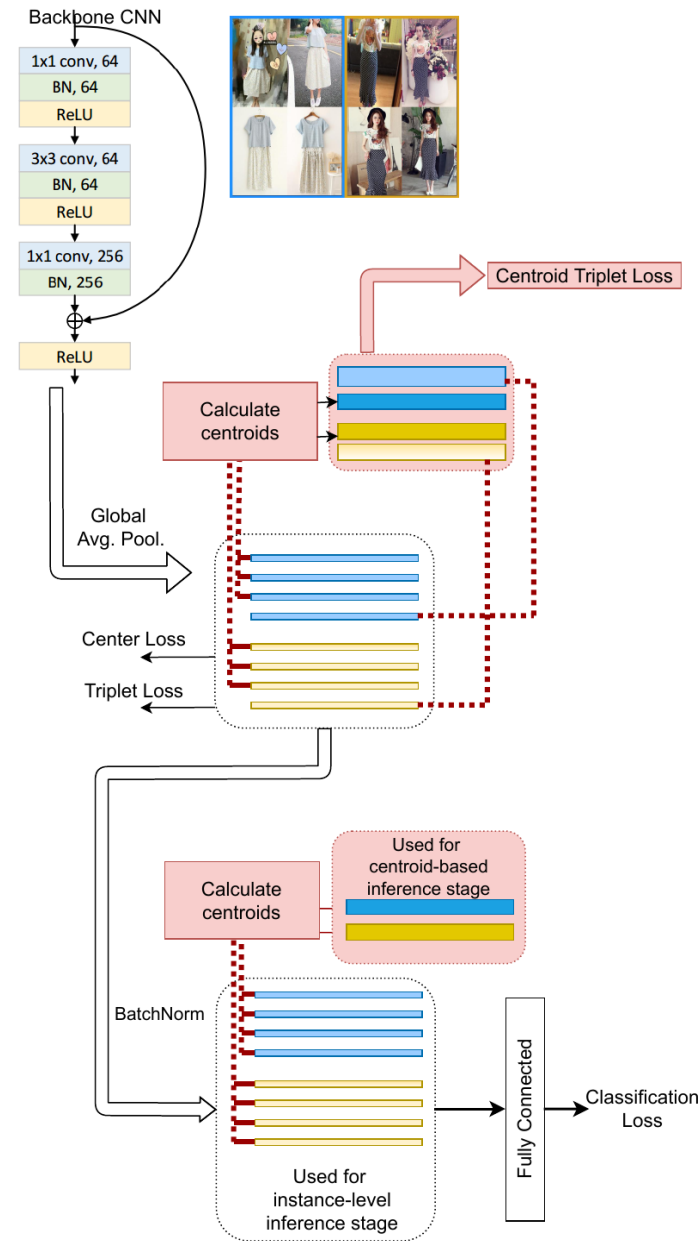 Backbone CNN
1x1 conv, 64
BN, 64
ReLU
3x3 conv, 64
BN, 64
ReLU
1x1 conv, 256
BN, 256
ReLU
Centroid Triplet Loss
Calculate
centroids
Global
Avg. Pool.
Center Loss
Triplet Loss
Used for
centroid-based
inference stage
Calculate
centroids
BatchNorm
Fully Connected
Classification
Loss
Used for
instance-level
inference stage